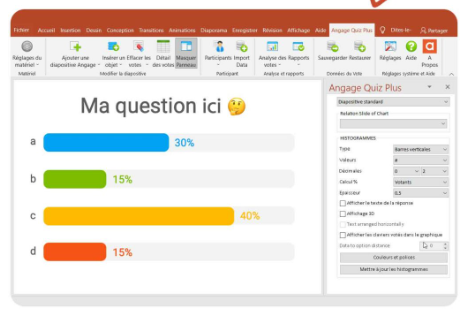 Fichier Accueil Insertion Dessin Conception Transitions Animations Diaporama Enregistrer Révision Affichage Aide Angage Quiz Plus Dites-le- Partager
Réglages du matériel Ajouter une diapositive Angage Insérer un objet Effacer les votes Détail des votes Masquer Panneau Participants Import Data Analyse des votes Rapports Sauvegarder Restaurer Réglages Aide A Propos
Matériel Modifier la diapositive Participant Analyse et rapports Données du Vote Réglages système et Aide
Angage Quiz Plus
Diapositive standard
Relation Slide of Chart
Ma question ici 🤔
HISTOGRAMMES
a 30%
Type Barres verticales
Valeurs #
b 15%
Décimales 0 2
Calcul % Votants
Epaisseur 0.5
c 40%
Afficher le texte de la réponse
Affichage 3D
Text arranged horizontally
Afficher les derniers votes dans le graphique
d 15%
Data to option distance 0
Couleurs et polices
Mettre à jour les histogrammes